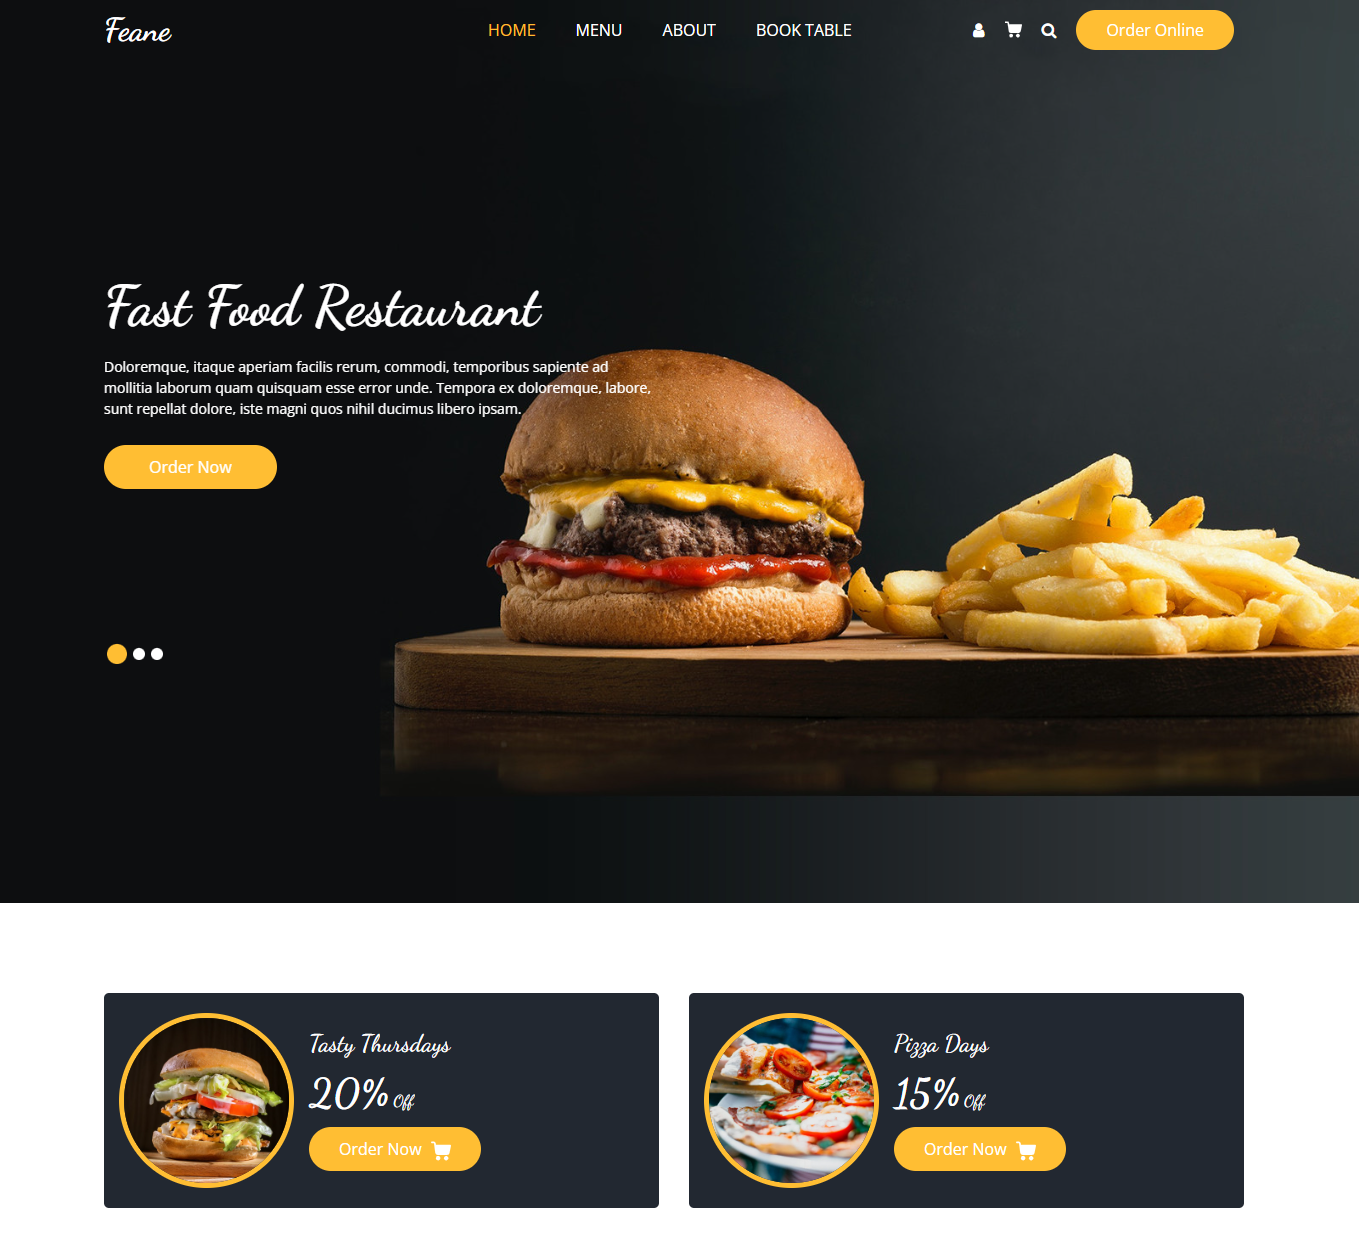 Feane
HOME MENU ABOUT BOOK TABLE
Order Online
Fast Food Restaurant
Doloremque, itaque aperiam facilis rerum, commodi, temporibus sapiente ad
mollitia laborum quam quisquam esse error unde. Tempora ex doloremque, labore,
sunt repellat dolore, iste magni quos nihil ducimus libero ipsam.
Order Now
Tasty Thursdays
20% Off
Order Now
Pizza Days
15% Off
Order Now